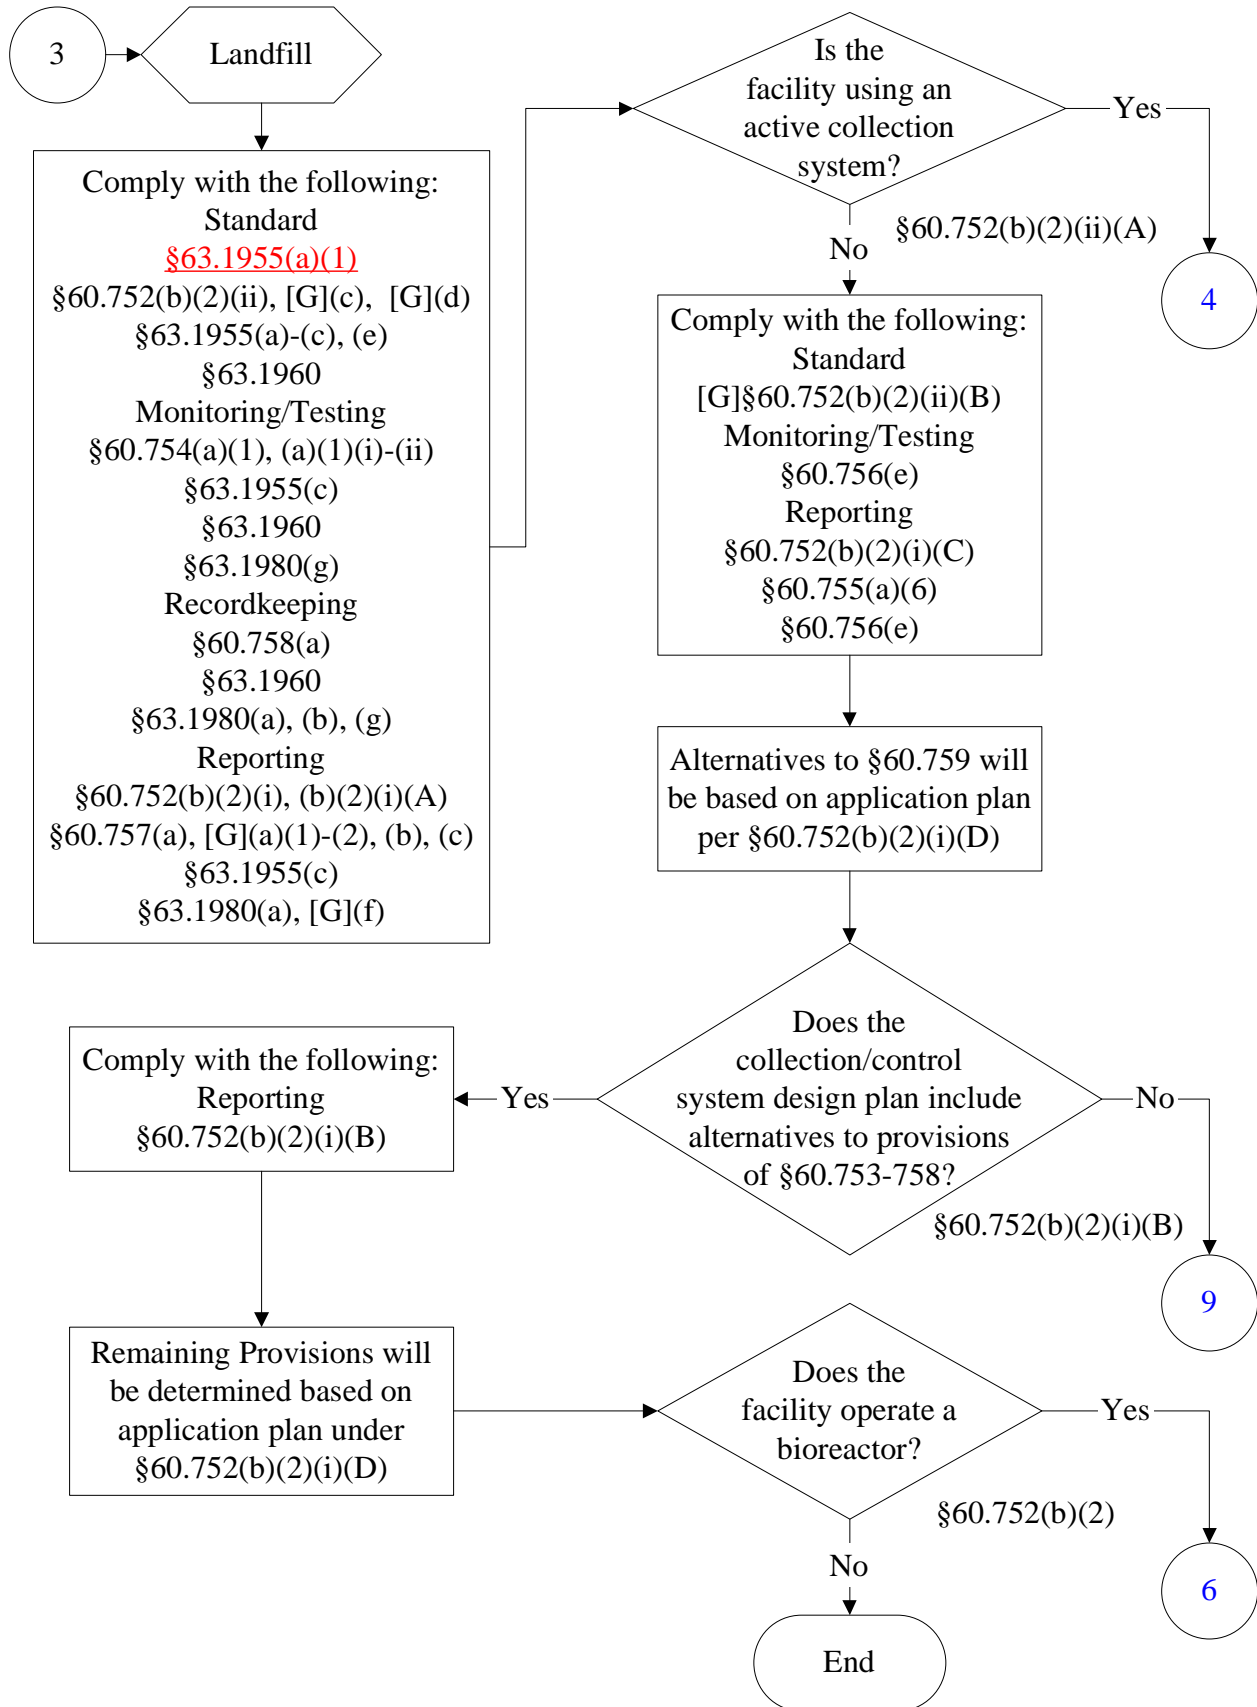 3
Landfill
Comply with the following:
Standard
§63.1955(a)(1)
§60.752(b)(2)(ii), [G](c), [G](d)
§63.1955(a)-(c), (e)
§63.1960
Monitoring/Testing
§60.754(a)(1), (a)(1)(i)-(ii)
§63.1955(c)
§63.1960
§63.1980(g)
Recordkeeping
§60.758(a)
§63.1960
§63.1980(a), (b), (g)
Reporting
§60.752(b)(2)(i), (b)(2)(i)(A)
§60.757(a), [G](a)(1)-(2), (b), (c)
§63.1955(c)
§63.1980(a), [G](f)
Is the
facility using an
active collection
system?
Yes
§60.752(b)(2)(ii)(A)
4
No
Comply with the following:
Standard
[G]§60.752(b)(2)(ii)(B)
Monitoring/Testing
§60.756(e)
Reporting
§60.752(b)(2)(i)(C)
§60.755(a)(6)
§60.756(e)
Alternatives to §60.759 will
be based on application plan
per §60.752(b)(2)(i)(D)
Does the
collection/control
system design plan include
alternatives to provisions
of §60.753-758?
No
§60.752(b)(2)(i)(B)
9
Yes
Comply with the following:
Reporting
§60.752(b)(2)(i)(B)
Remaining Provisions will
be determined based on
application plan under
§60.752(b)(2)(i)(D)
Does the
facility operate a
bioreactor?
Yes
§60.752(b)(2)
6
No
End